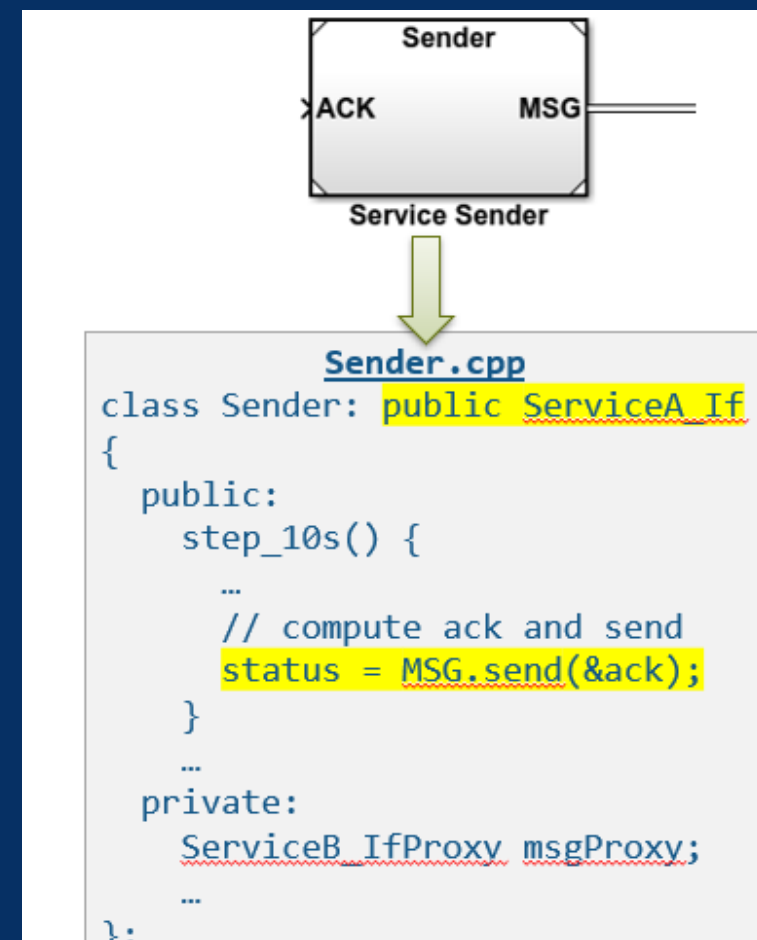 Sender
ACK MSG
Service Sender
Sender.cpp
class Sender: public ServiceA_If
{
public:
step_10s() {
…
// compute ack and send
status = MSG.send(&ack);
}
…
private:
ServiceB_IfProxy msgProxy;
…
};